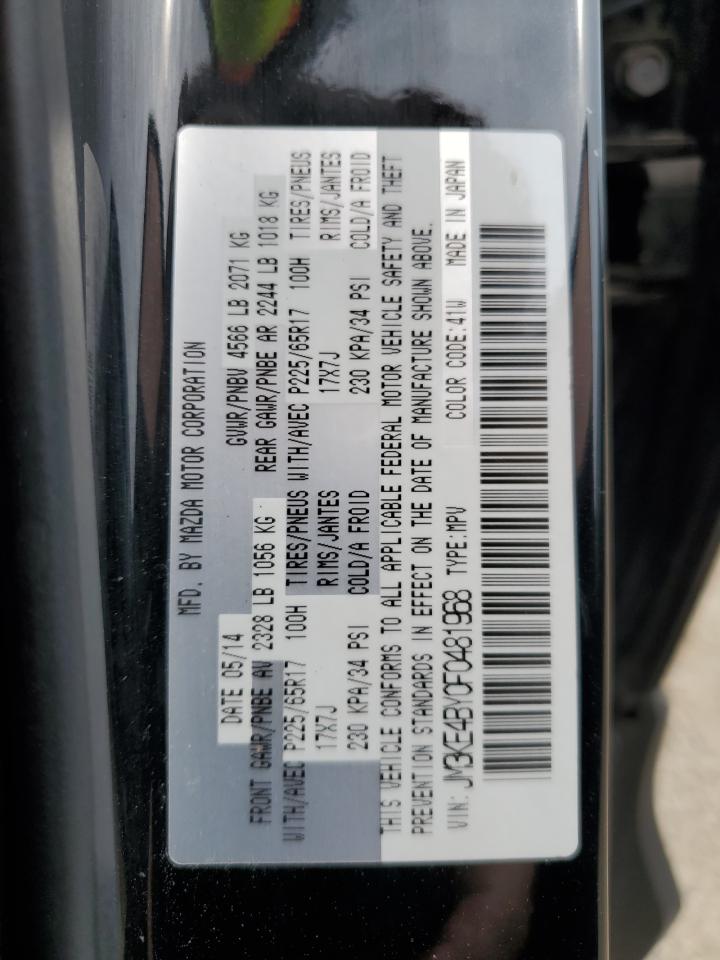 MFD. BY MAZDA MOTOR CORPORATION
DATE 05/14 GVWR/PNBV 4566 LB 2071 KG
FRONT GAWR/PNBE AV 2328 LB 1056 KG REAR GAWR/PNBE AR 2244 LB 1018 KG
WITH/AVEC P225/65R17 100H TIRES/PNEUS WITH/AVEC P225/65R17 100H TIRES/PNEUS
17X7J RIMS/JANTES 17X7J RIMS/JANTES
230 KPA/34 PSI COLD/A FROID 230 KPA/34 PSI COLD/A FROID
THIS VEHICLE CONFORMS TO ALL APPLICABLE FEDERAL MOTOR VEHICLE SAFETY AND THEFT
PREVENTION STANDARDS IN EFFECT ON THE DATE OF MANUFACTURE SHOWN ABOVE.
VIN: JM3KE4BY0F0481968 TYPE:MPV COLOR CODE:41W MADE IN JAPAN